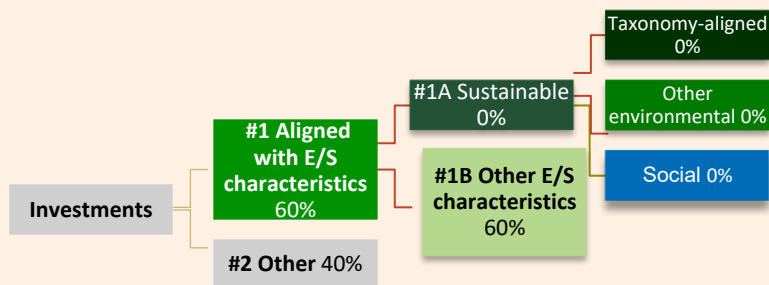 Taxonomy-aligned
0%
#1A Sustainable
0%
Other
environmental 0%
#1 Aligned
with E/S
characteristics
60%
#1B Other E/S
characteristics
60%
Social 0%
Investments
#2 Other 40%